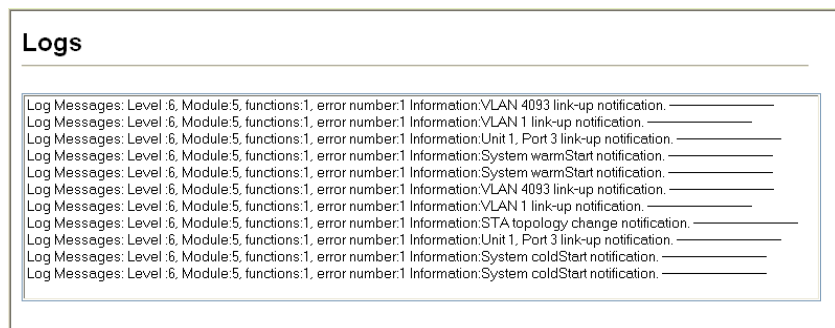 Logs
Log Messages: Level :6, Module:5, functions:1, error number:1 Information:VLAN 4093 link-up notification.
Log Messages: Level :6, Module:5, functions:1, error number:1 Information:VLAN 1 link-up notification.
Log Messages: Level :6, Module:5, functions:1, error number:1 Information:Unit 1, Port 3 link-up notification.
Log Messages: Level :6, Module:5, functions:1, error number:1 Information:System warmStart notification.
Log Messages: Level :6, Module:5, functions:1, error number:1 Information:System warmStart notification.
Log Messages: Level :6, Module:5, functions:1, error number:1 Information:VLAN 4093 link-up notification.
Log Messages: Level :6, Module:5, functions:1, error number:1 Information:VLAN 1 link-up notification.
Log Messages: Level :6, Module:5, functions:1, error number:1 Information:STA topology change notification.
Log Messages: Level :6, Module:5, functions:1, error number:1 Information:Unit 1, Port 3 link-up notification.
Log Messages: Level :6, Module:5, functions:1, error number:1 Information:System coldStart notification.
Log Messages: Level :6, Module:5, functions:1, error number:1 Information:System coldStart notification.